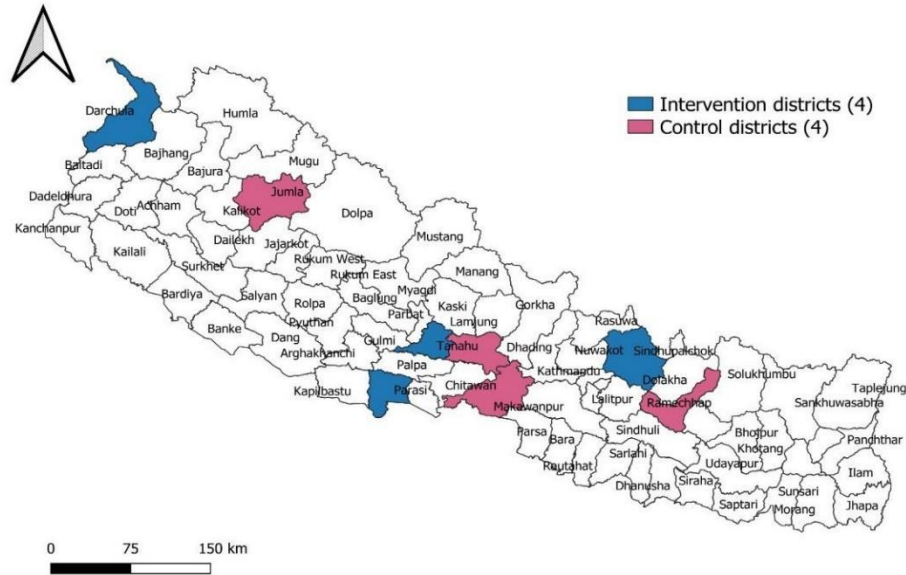 Intervention districts (4)
Control districts (4)
Darchula
Humla
Baitadi
Bajhang
Bajura
Mugu
Dadeldhura
Doti
Achham
Kalikot
Jumla
Dolpa
Kanchanpur
Kailali
Dailekh
Jajarkot
Mustang
Surkhet
Rukum West
Rukum East
Manang
Bardiya
Salyan
Rolpa
Myagdi
Baglung
Parbat
Kaski
Lamjung
Gorkha
Rasuwa
Banke
Dang
Pyuthan
Arghakhanchi
Gulmi
Tanahu
Dhading
Nuwakot
Sindhupalchok
Kathmandu
Dolakha
Solukhumbu
Taplejung
Sankhuwasabha
Kapilbastu
Palpa
Parasi
Chitawan
Makawanpur
Lalitpur
Ramechhap
Sindhuli
Bhojpur
Khotang
Panchthar
Parsa
Bara
Rautahat
Sarlahi
Dhanusha
Siraha
Udayapur
Saptari
Sunsari
Morang
Ilam
Jhapa
0 75 150 km